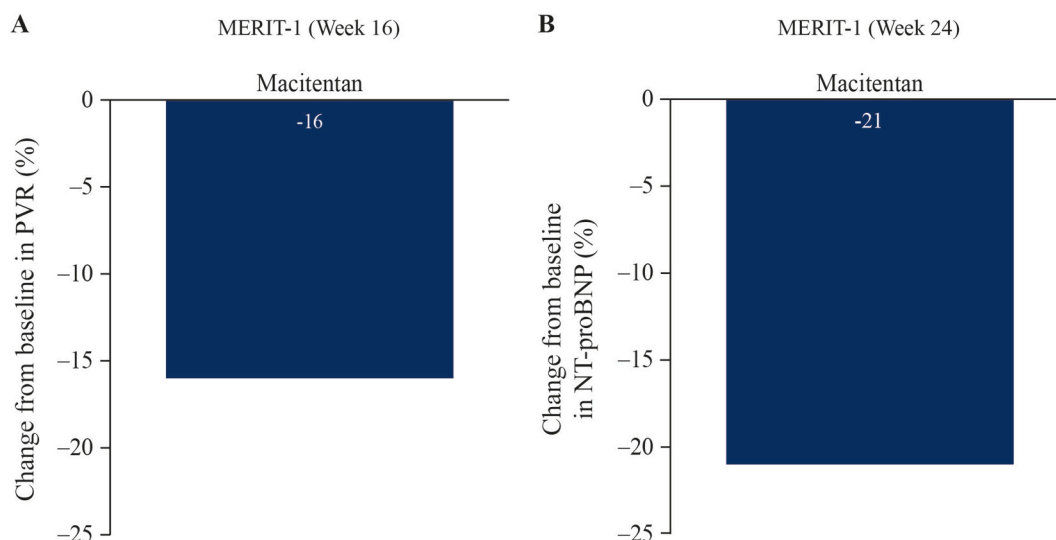 A
MERIT-1 (Week 16)
Macitentan
0
–5
–10
–15
–20
–25
Change from baseline in PVR (%)
-16
B
MERIT-1 (Week 24)
Macitentan
0
–5
–10
–15
–20
–25
Change from baseline
in NT-proBNP (%)
-21